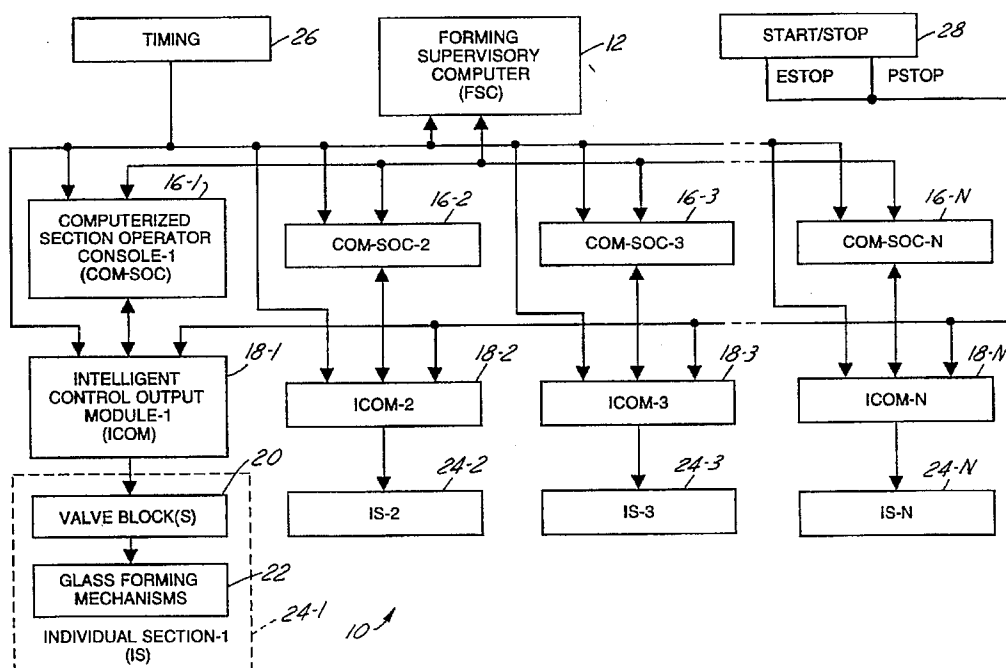 TIMING
26
FORMING
SUPERVISORY
COMPUTER
(FSC)
12
START/STOP
28
ESTOP
PSTOP
16-1
COMPUTERIZED
SECTION OPERATOR
CONSOLE-1
(COM-SOC)
16-2
COM-SOC-2
16-3
COM-SOC-3
16-N
COM-SOC-N
18-1
INTELLIGENT
CONTROL OUTPUT
MODULE-1
(ICOM)
18-2
ICOM-2
18-3
ICOM-3
18-N
ICOM-N
20
VALVE BLOCK(S)
24-2
IS-2
24-3
IS-3
24-N
IS-N
GLASS FORMING
MECHANISMS
22
INDIVIDUAL SECTION-1
(IS)
24-1
10